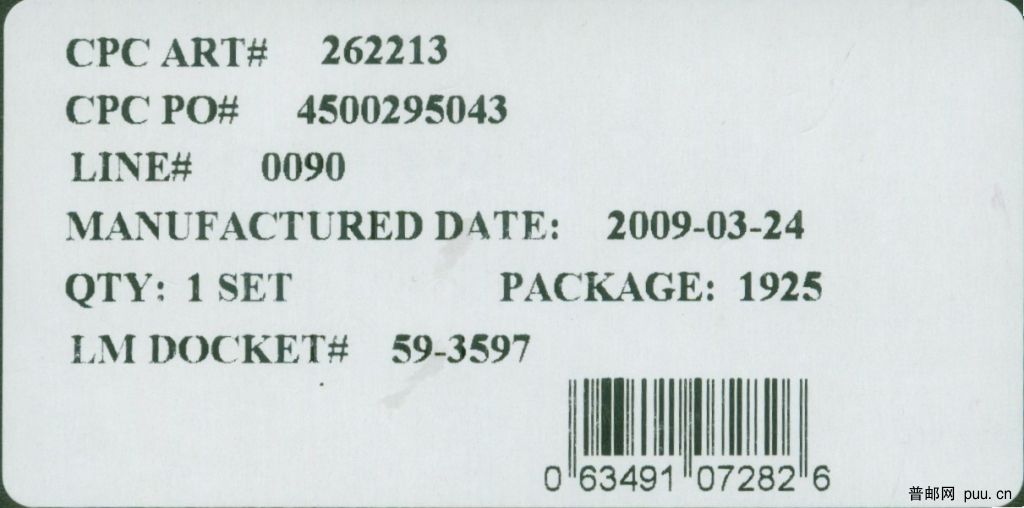 CPC ART# 262213
CPC PO# 4500295043
LINE# 0090
MANUFACTURED DATE: 2009-03-24
QTY: 1 SET PACKAGE: 1925
LM DOCKET# 59-3597
0 63491 07282 6
普邮网 puu.cn